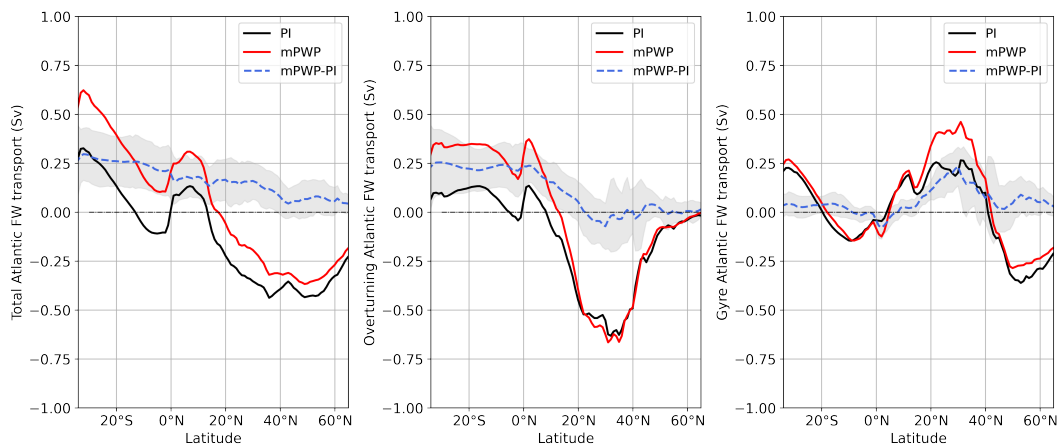 Total Atlantic FW transport (Sv)
1.00
0.75
0.50
0.25
0.00
−0.25
−0.50
−0.75
−1.00
20°S 0°N 20°N 40°N 60°N
Latitude
PI
mPWP
mPWP-PI
Overturning Atlantic FW transport (Sv)
1.00
0.75
0.50
0.25
0.00
−0.25
−0.50
−0.75
−1.00
20°S 0°N 20°N 40°N 60°N
Latitude
PI
mPWP
mPWP-PI
Gyre Atlantic FW transport (Sv)
1.00
0.75
0.50
0.25
0.00
−0.25
−0.50
−0.75
−1.00
20°S 0°N 20°N 40°N 60°N
Latitude
PI
mPWP
mPWP-PI